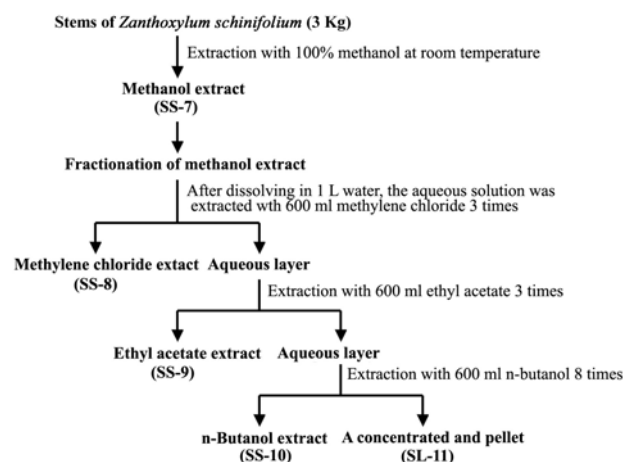 Stems of Zanthoxylum schinifolium (3 Kg)
Extraction with 100% methanol at room temperature
Methanol extract
(SS-7)
Fractionation of methanol extract
After dissolving in 1 L water, the aqueous solution was
extracted wth 600 ml methylene chloride 3 times
Methylene chloride extact
(SS-8)
Aqueous layer
Extraction with 600 ml ethyl acetate 3 times
Ethyl acetate extract
(SS-9)
Aqueous layer
Extraction with 600 ml n-butanol 8 times
n-Butanol extract
(SS-10)
A concentrated and pellet
(SL-11)